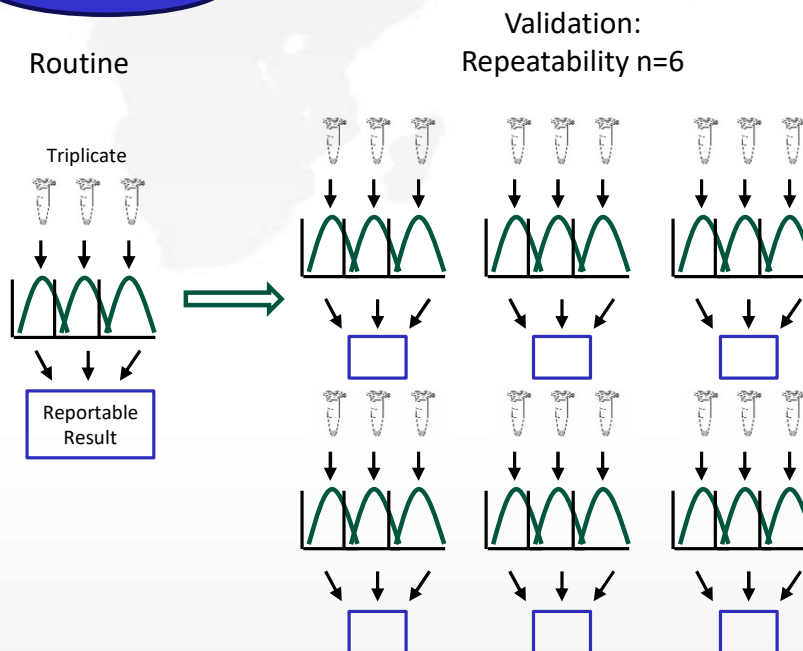 Routine
Validation:
Repeatability n=6
Triplicate
Reportable
Result